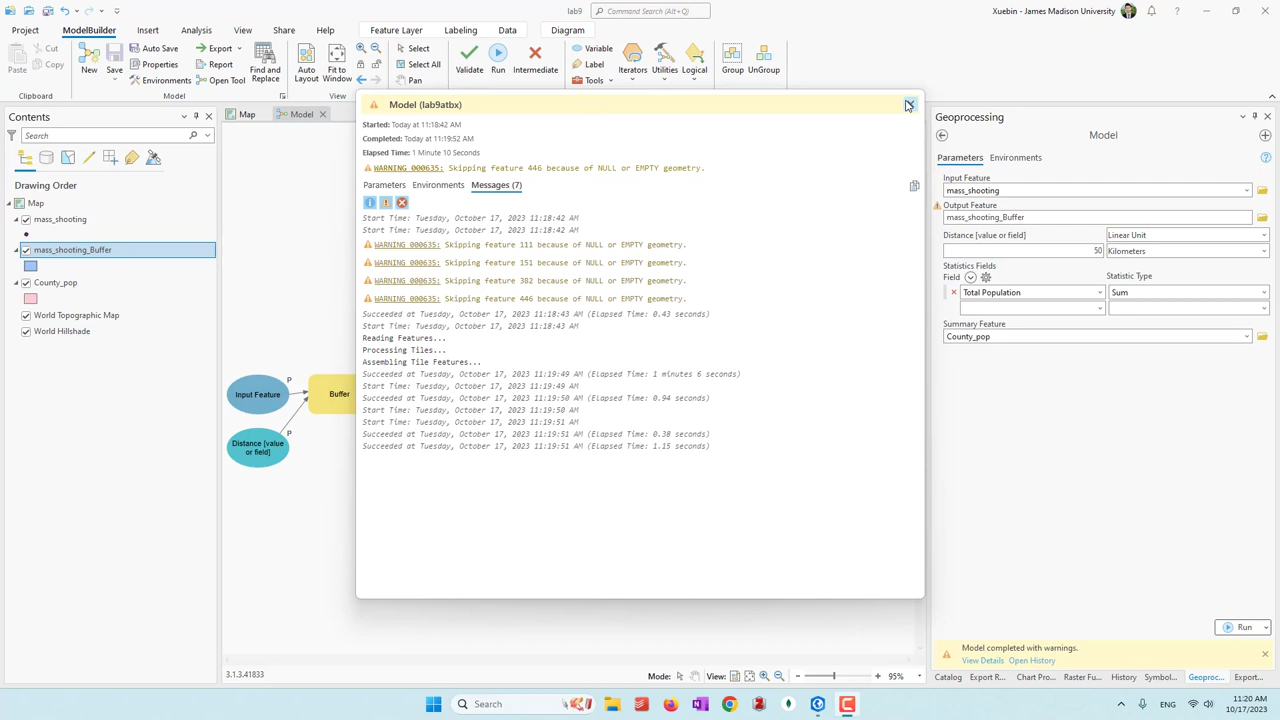 lab9
Command Search (Alt+Q)
Xuebin - James Madison University
Project
ModelBuilder
Insert
Analysis
View
Share
Help
Feature Layer
Labeling
Data
Diagram
Paste
Cut
Copy
Clipboard
New
Save
Auto Save
Properties
Environments
Export
Report
Open Tool
Find and
Replace
Model
Auto
Layout
Fit to
Window
Select
Select All
Pan
Validate
Run
Intermediate
Variable
Label
Tools
Iterators
Utilities
Logical
Group
UnGroup
Contents
Search
Drawing Order
Map
mass_shooting
mass_shooting_Buffer
County_pop
World Topographic Map
World Hillshade
Map
Model
P
Input Feature
Buffer
P
Distance [value
or field]
Model (lab9atbx)
Started: Today at 11:18:42 AM
Completed: Today at 11:19:52 AM
Elapsed Time: 1 Minute 10 Seconds
WARNING 000635: Skipping feature 446 because of NULL or EMPTY geometry.
Parameters Environments Messages (7)
Start Time: Tuesday, October 17, 2023 11:18:42 AM
Start Time: Tuesday, October 17, 2023 11:18:42 AM
WARNING 000635: Skipping feature 111 because of NULL or EMPTY geometry.
WARNING 000635: Skipping feature 151 because of NULL or EMPTY geometry.
WARNING 000635: Skipping feature 382 because of NULL or EMPTY geometry.
WARNING 000635: Skipping feature 446 because of NULL or EMPTY geometry.
Succeeded at Tuesday, October 17, 2023 11:18:43 AM (Elapsed Time: 0.43 seconds)
Start Time: Tuesday, October 17, 2023 11:18:43 AM
Reading Features...
Processing Tiles...
Assembling Tile Features...
Succeeded at Tuesday, October 17, 2023 11:19:49 AM (Elapsed Time: 1 minutes 6 seconds)
Start Time: Tuesday, October 17, 2023 11:19:49 AM
Succeeded at Tuesday, October 17, 2023 11:19:50 AM (Elapsed Time: 0.94 seconds)
Start Time: Tuesday, October 17, 2023 11:19:50 AM
Start Time: Tuesday, October 17, 2023 11:19:51 AM
Succeeded at Tuesday, October 17, 2023 11:19:51 AM (Elapsed Time: 0.38 seconds)
Succeeded at Tuesday, October 17, 2023 11:19:51 AM (Elapsed Time: 1.15 seconds)
Geoprocessing
Model
Parameters Environments
Input Feature
mass_shooting
Output Feature
mass_shooting_Buffer
Distance [value or field] Linear Unit
50 Kilometers
Statistics Fields
Field Statistic Type
Total Population Sum
Summary Feature
County_pop
Run
Model completed with warnings.
View Details Open History
3.1.3.41833
Mode:
View:
95%
Catalog Export R... Chart Pro... Raster Fu... History Symbol... Geoproc... Export...
Search
ENG
11:20 AM
10/17/2023